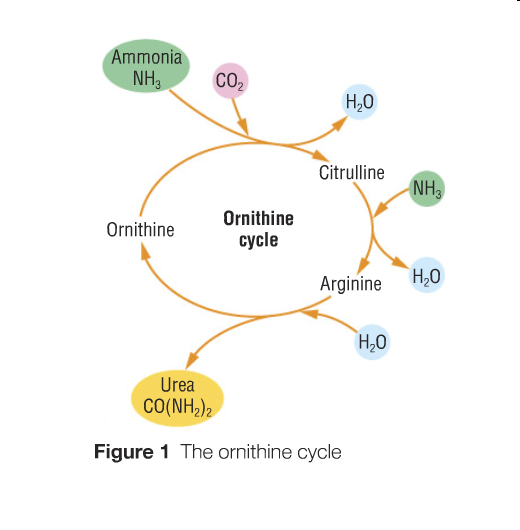 Ammonia
NH₃
CO₂
H₂O
Citrulline
NH₃
Ornithine
Ornithine
cycle
H₂O
Arginine
H₂O
Urea
CO(NH₂)₂
Figure 1 The ornithine cycle